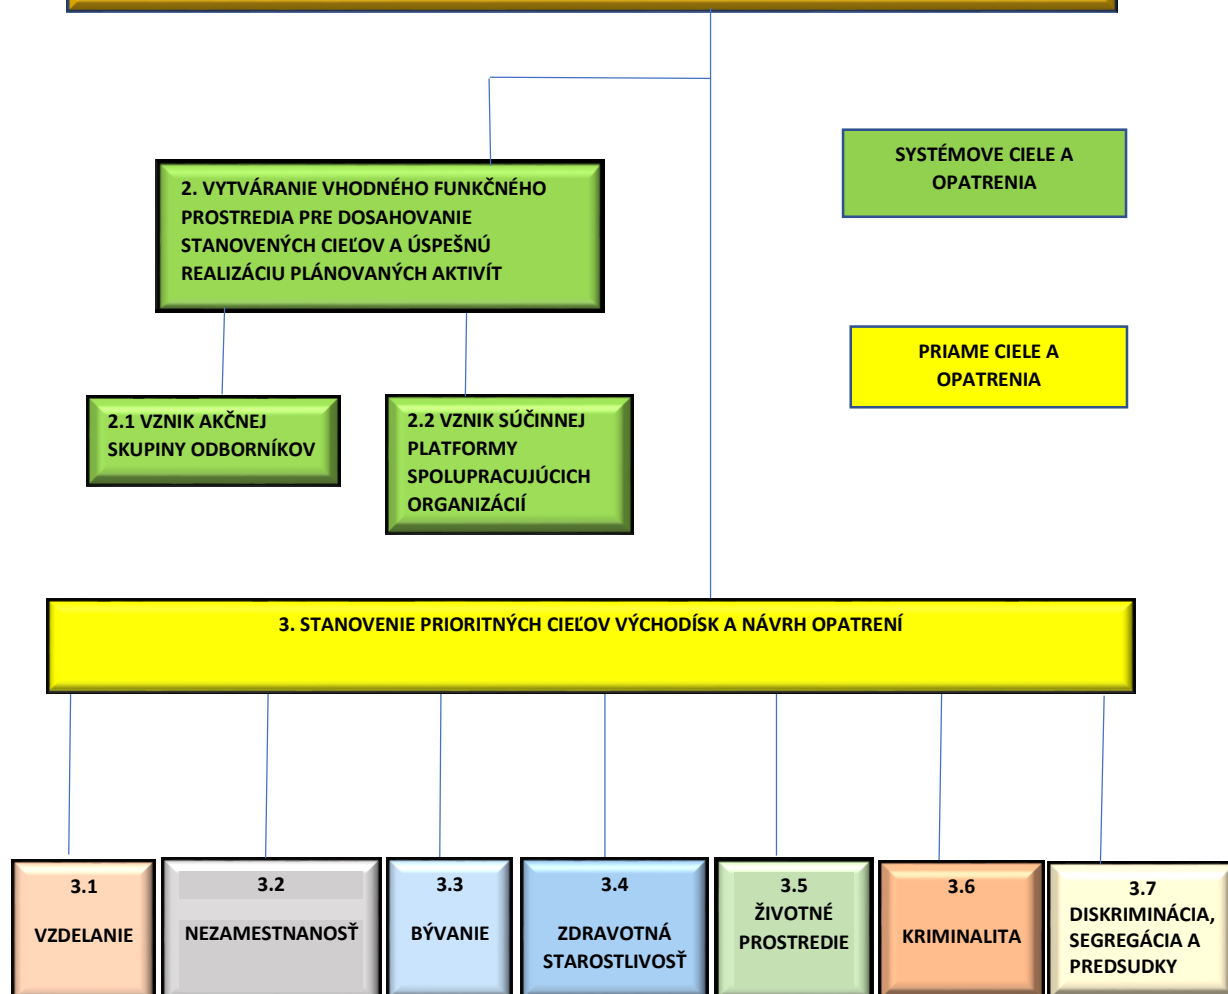 SYSTÉMOVE CIELE A
OPATRENIA
2. VYTVÁRANIE VHODNÉHO FUNKČNÉHO
PROSTREDIA PRE DOSAHOVANIE
STANOVENÝCH CIEĽOV A ÚSPEŠNÚ
REALIZÁCIU PLÁNOVANÝCH AKTIVÍT
PRIAME CIELE A
OPATRENIA
2.1 VZNIK AKČNEJ
SKUPINY ODBORNÍKOV
2.2 VZNIK SÚČINNEJ
PLATFORMY
SPOLUPRACUJÚCICH
ORGANIZÁCIÍ
3. STANOVENIE PRIORITNÝCH CIEĽOV VÝCHODÍSK A NÁVRH OPATRENÍ
3.1
VZDELANIE
3.2
NEZAMESTNANOSŤ
3.3
BÝVANIE
3.4
ZDRAVOTNÁ
STAROSTLIVOSŤ
3.5
ŽIVOTNÉ
PROSTREDIE
3.6
KRIMINALITA
3.7
DISKRIMINÁCIA,
SEGREGÁCIA A
PREDSUDKY